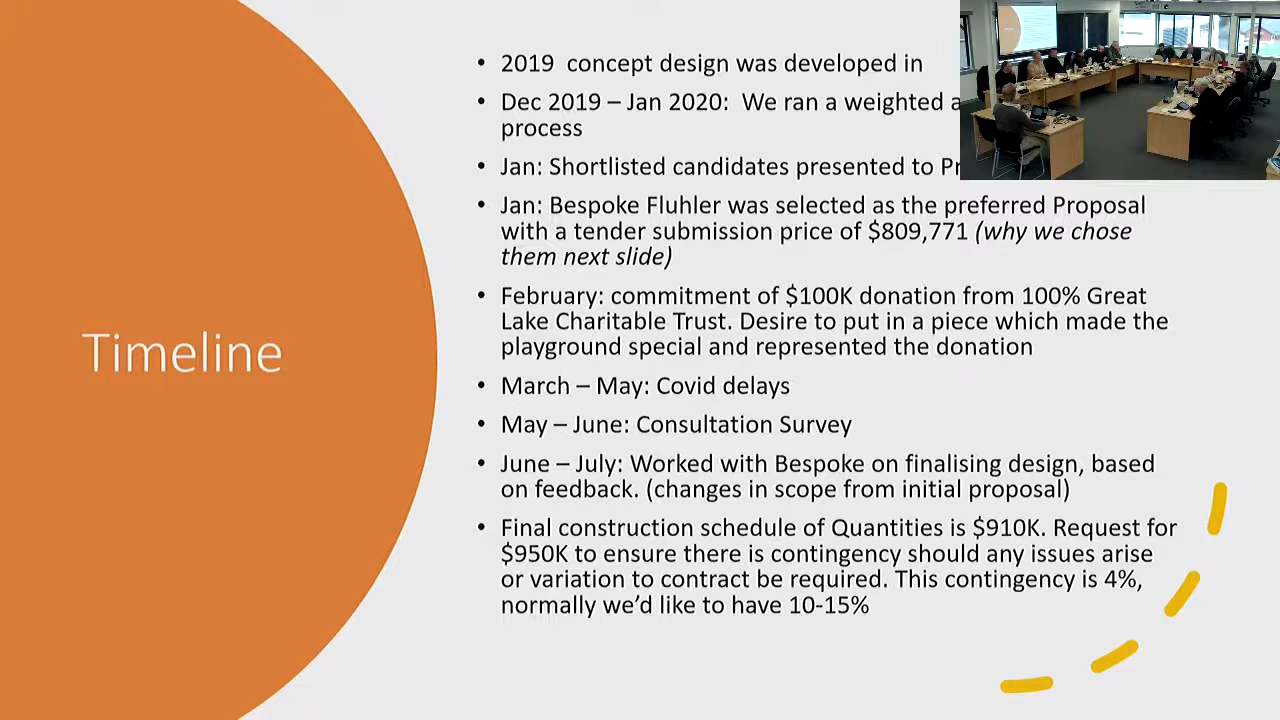 Timeline
• 2019  concept design was developed in
• Dec 2019 – Jan 2020:  We ran a weighted
process
• Jan: Shortlisted candidates presented to
• Jan: Bespoke Fluhler was selected as the preferred Proposal
with a tender submission price of $809,771 (why we chose
them next slide)
• February: commitment of $100K donation from 100% Great
Lake Charitable Trust. Desire to put in a piece which made the
playground special and represented the donation
• March – May: Covid delays
• May – June: Consultation Survey
• June – July: Worked with Bespoke on finalising design, based
on feedback. (changes in scope from initial proposal)
• Final construction schedule of Quantities is $910K. Request for
$950K to ensure there is contingency should any issues arise
or variation to contract be required. This contingency is 4%,
normally we’d like to have 10-15%